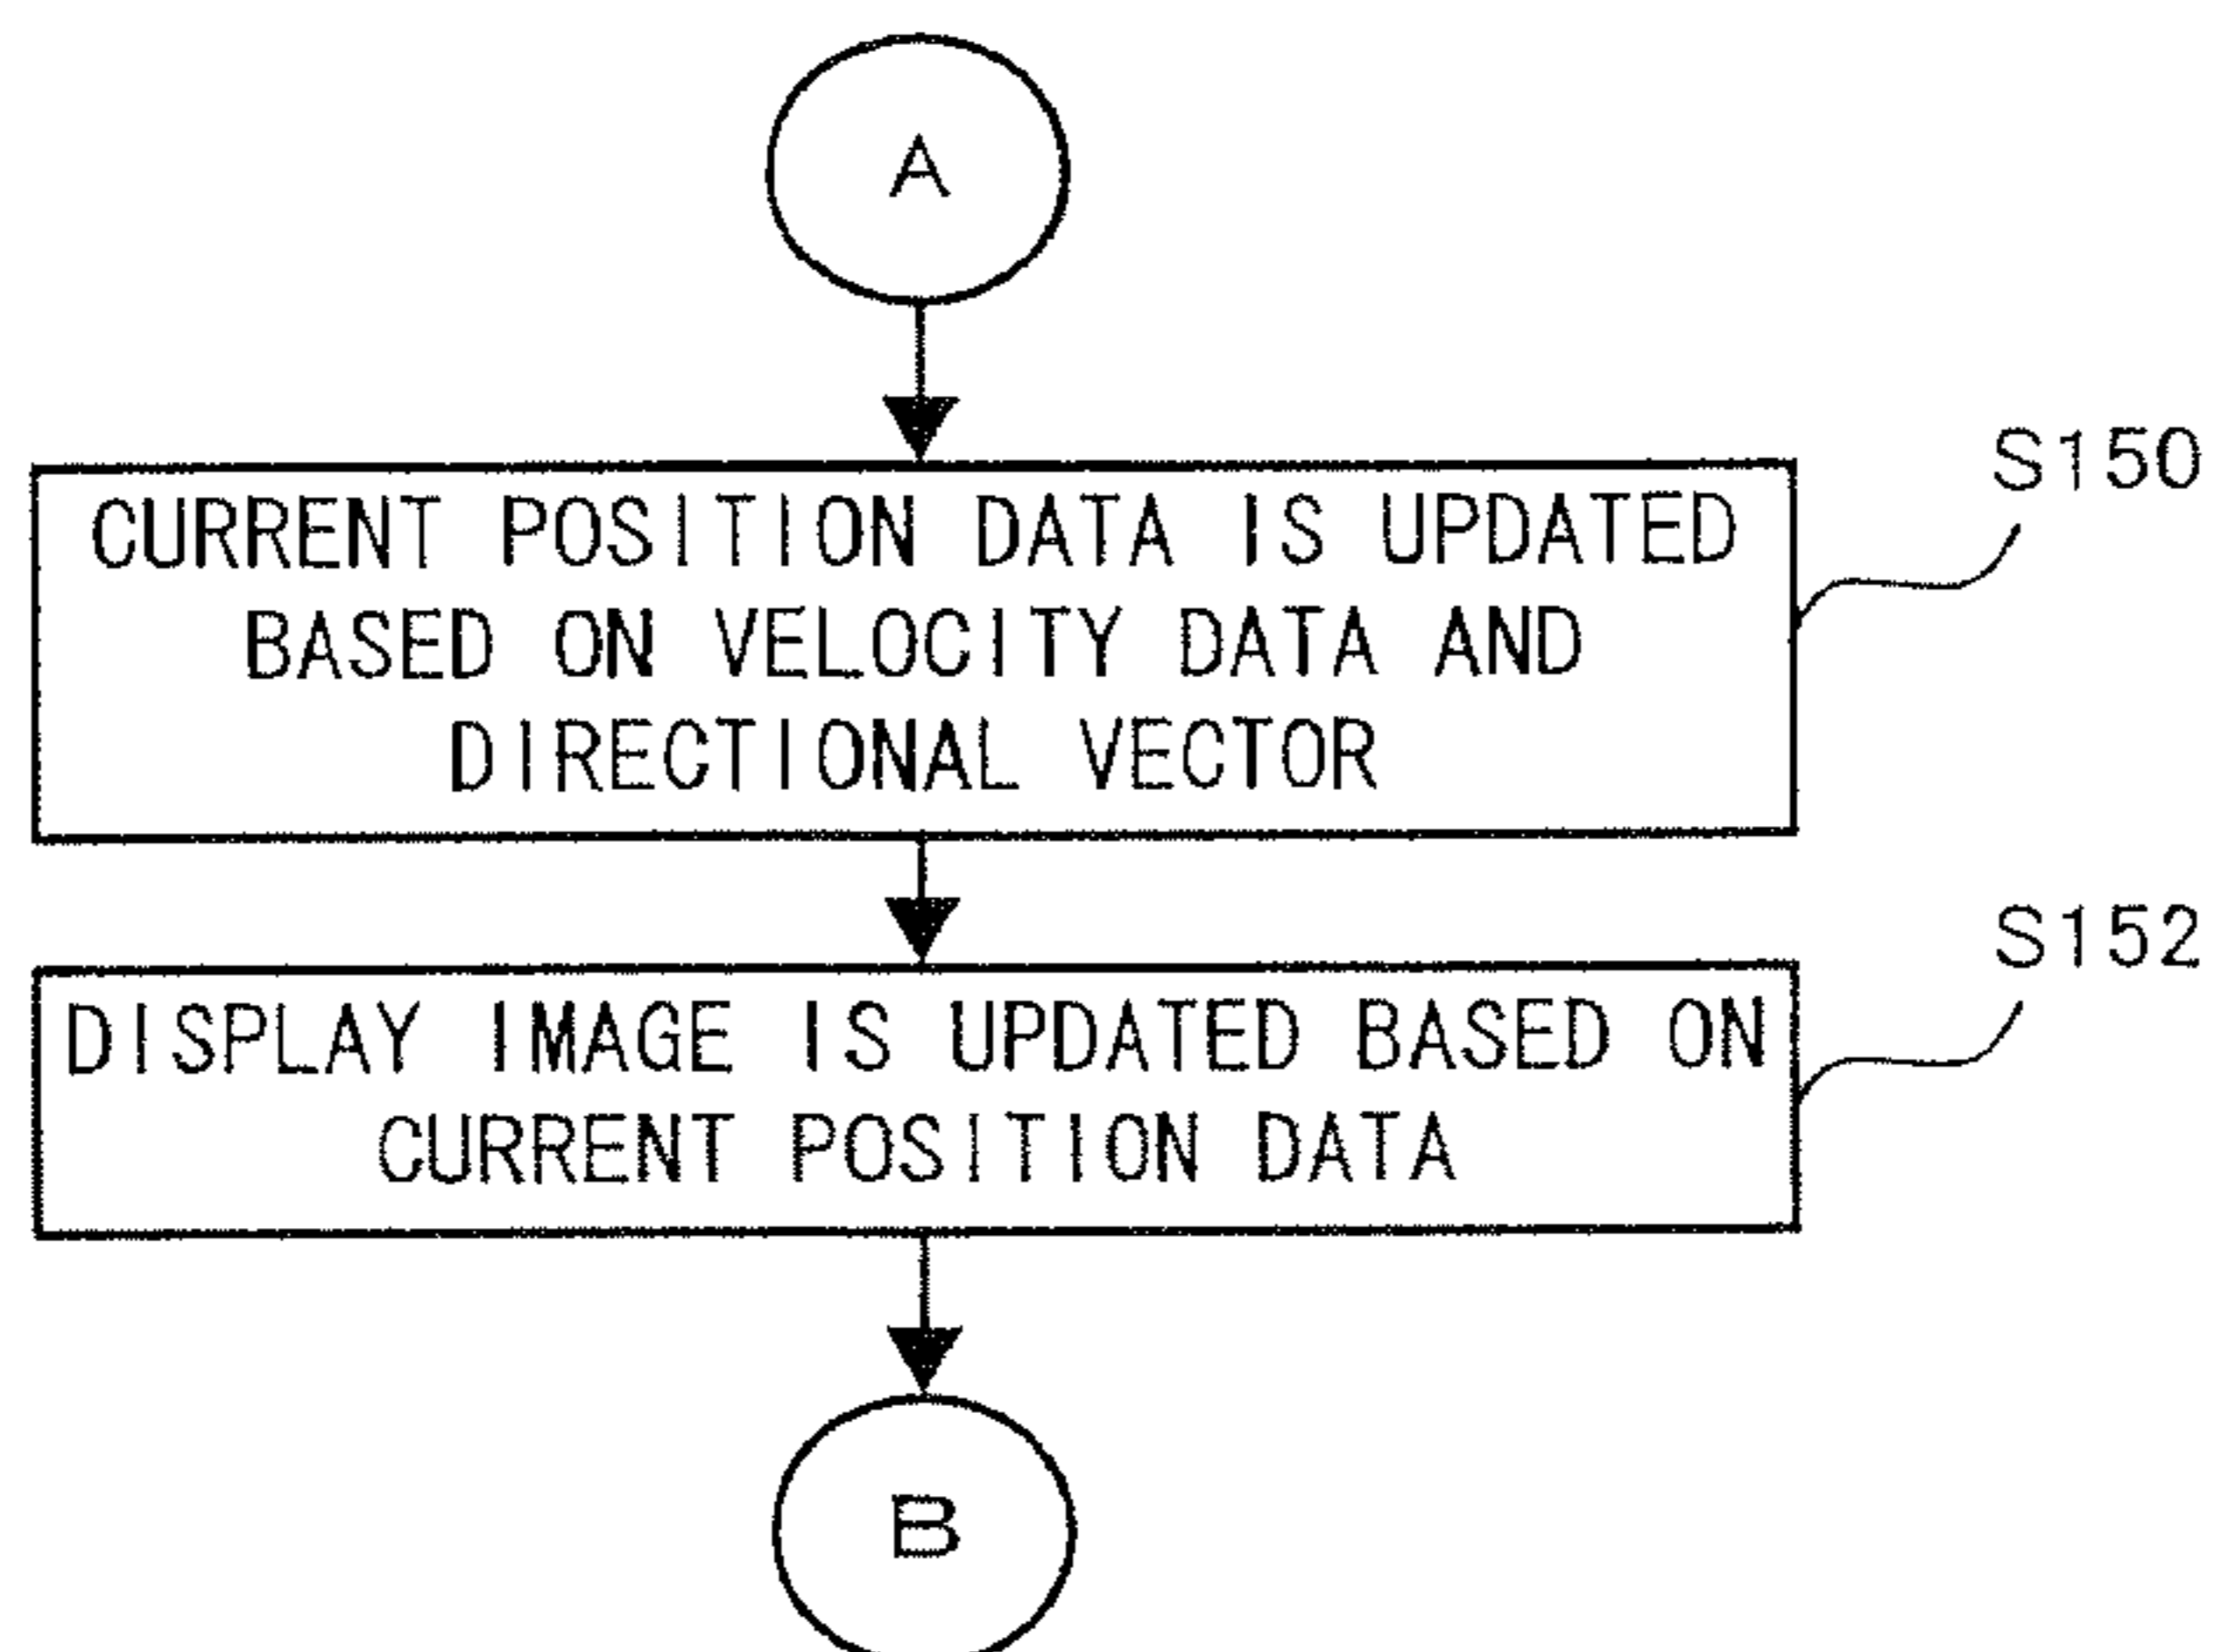 A
S150
CURRENT POSITION DATA IS UPDATED
BASED ON VELOCITY DATA AND
DIRECTIONAL VECTOR
S152
DISPLAY IMAGE IS UPDATED BASED ON
CURRENT POSITION DATA
B